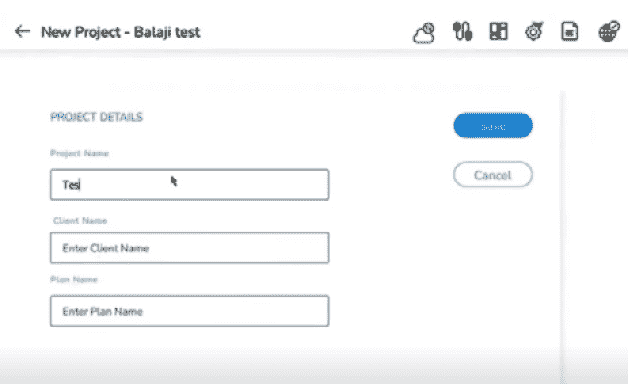 New Project - Balaji test
PROJECT DETAILS
Project Name
Tes
Client Name
Enter Client Name
Plan Name
Enter Plan Name
Cancel